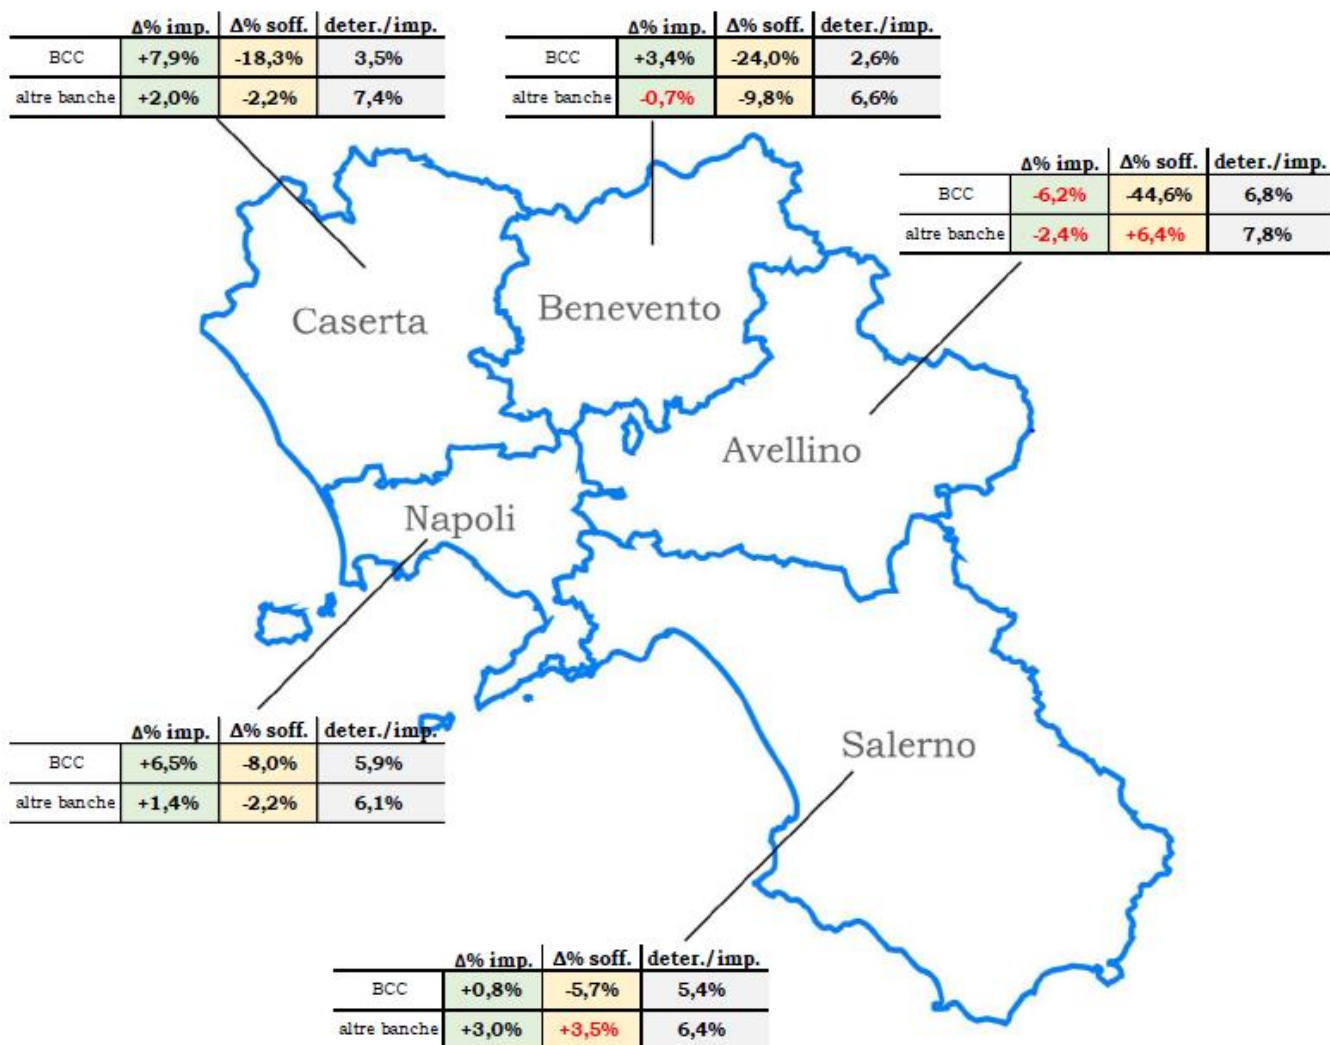 Δ% imp. Δ% soff. deter./imp.
BCC +7,9% -18,3% 3,5%
altre banche +2,0% -2,2% 7,4%
Δ% imp. Δ% soff. deter./imp.
BCC +3,4% -24,0% 2,6%
altre banche -0,7% -9,8% 6,6%
Δ% imp. Δ% soff. deter./imp.
BCC -6,2% -44,6% 6,8%
altre banche -2,4% +6,4% 7,8%
Caserta
Benevento
Avellino
Napoli
Δ% imp. Δ% soff. deter./imp.
BCC +6,5% -8,0% 5,9%
altre banche +1,4% -2,2% 6,1%
Salerno
Δ% imp. Δ% soff. deter./imp.
BCC +0,8% -5,7% 5,4%
altre banche +3,0% +3,5% 6,4%